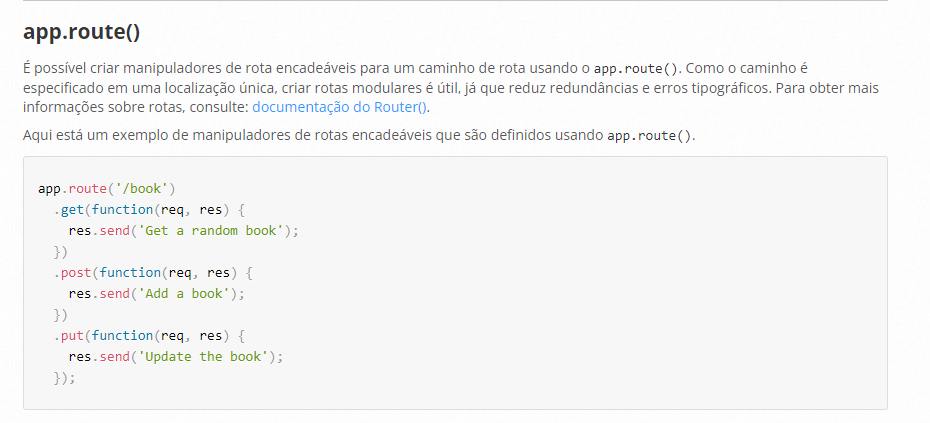 app.route()
É possível criar manipuladores de rota encadeáveis para um caminho de rota usando o app.route(). Como o caminho é
especificado em uma localização única, criar rotas modulares é útil, já que reduz redundâncias e erros tipográficos. Para obter mais
informações sobre rotas, consulte: documentação do Router().
Aqui está um exemplo de manipuladores de rotas encadeáveis que são definidos usando app.route().
app.route('/book')
  .get(function(req, res) {
    res.send('Get a random book');
  })
  .post(function(req, res) {
    res.send('Add a book');
  })
  .put(function(req, res) {
    res.send('Update the book');
  });